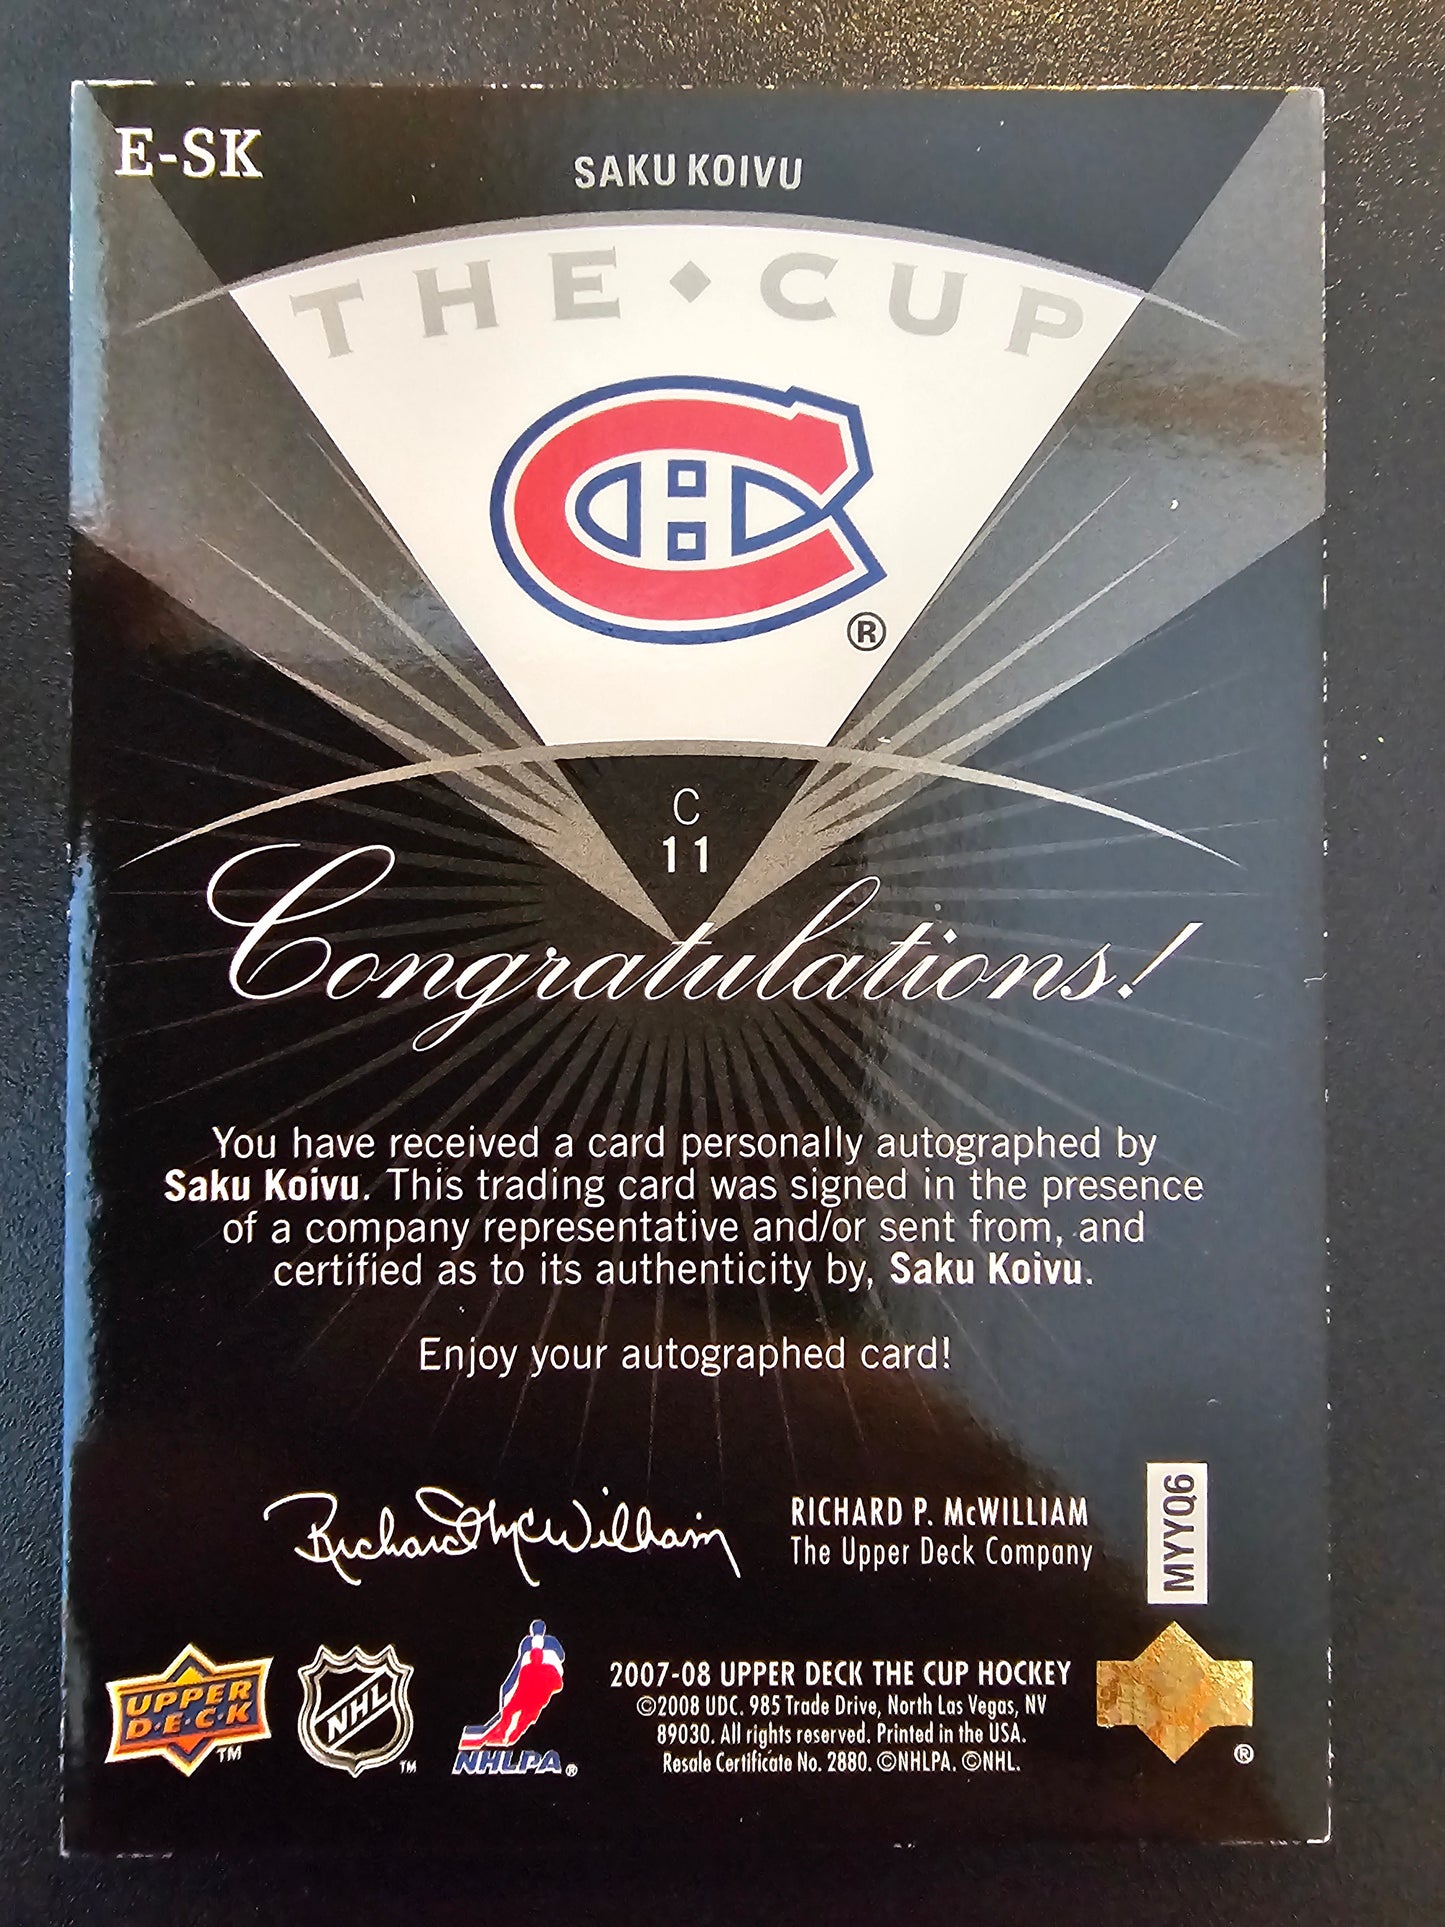 E-SK
SAKU KOIVU
THE ◆ CUP
®
C
11
Congratulations!
You have received a card personally autographed by
Saku Koivu. This trading card was signed in the presence
of a company representative and/or sent from, and
certified as to its authenticity by, Saku Koivu.
Enjoy your autographed card!
Richard McWilliam
RICHARD P. McWILLIAM
The Upper Deck Company
MYYQ6
UPPER
D·E·C·K
TM
NHL
TM
NHLPA®
2007-08 UPPER DECK THE CUP HOCKEY
©2008 UDC. 985 Trade Drive, North Las Vegas, NV
89030. All rights reserved. Printed in the USA.
Resale Certificate No. 2880. ©NHLPA. ©NHL.
®